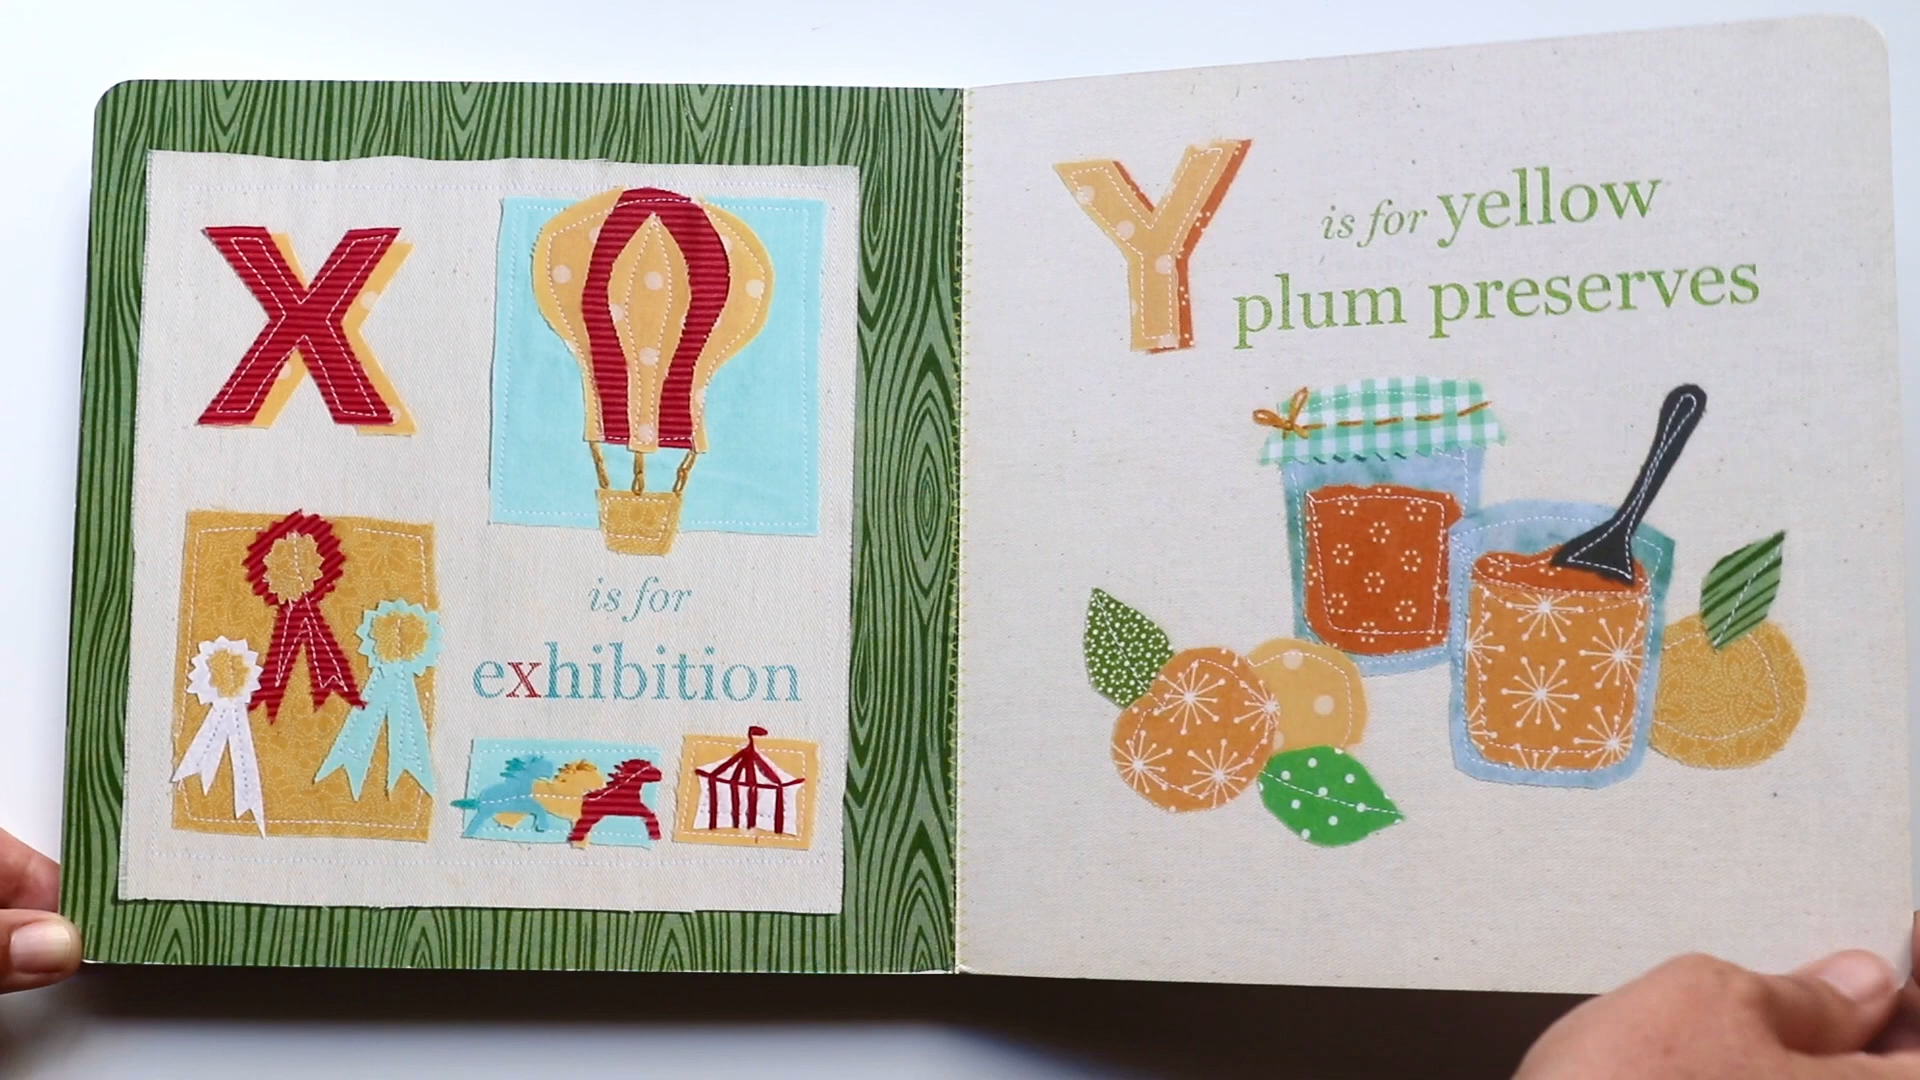 X
is for
exhibition
Y is for yellow
plum preserves